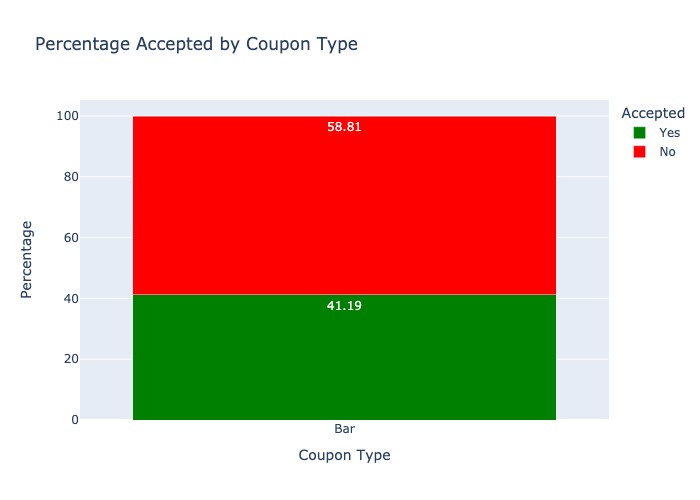 Percentage Accepted by Coupon Type
Accepted
Yes
No
Percentage
100
80
60
40
20
0
58.81
41.19
Bar
Coupon Type